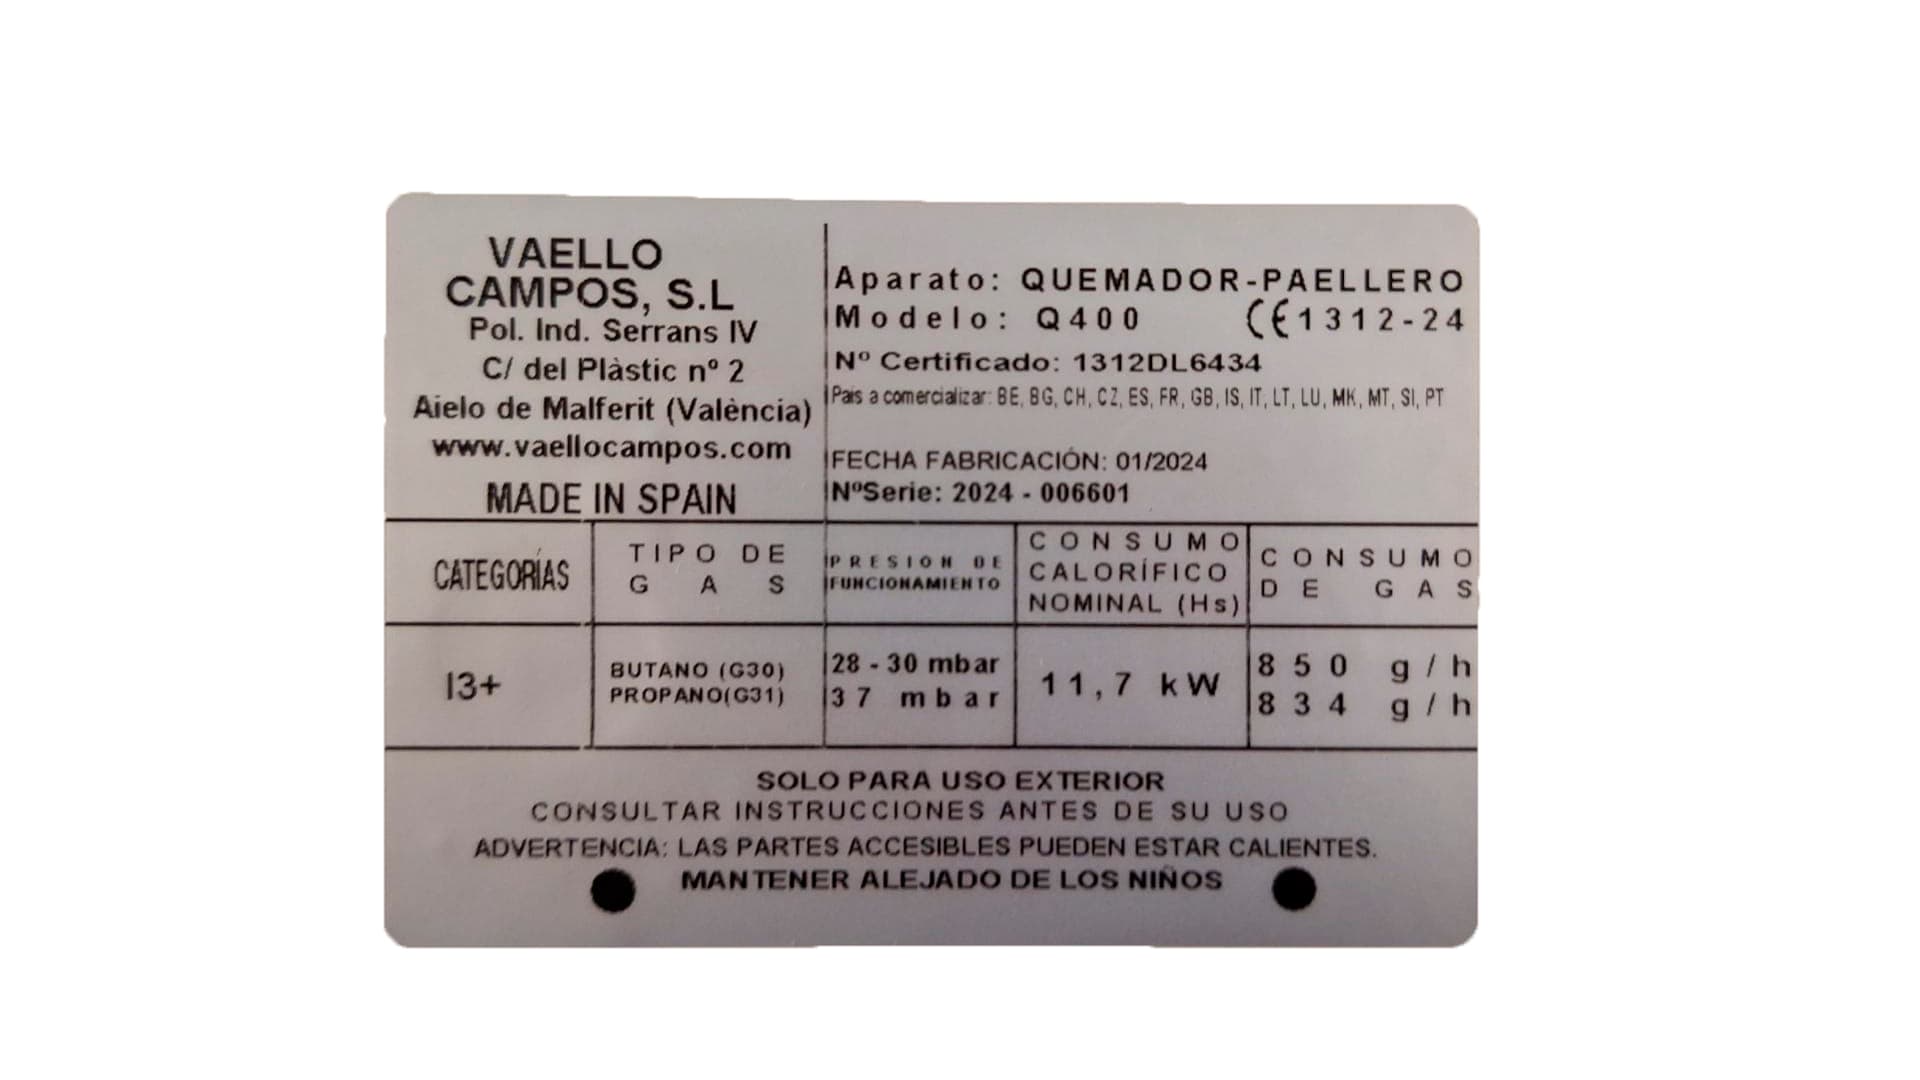 VAELLO
CAMPOS, S.L
Pol. Ind. Serrans IV
C/ del Plàstic nº 2
Aielo de Malferit (València)
www.vaellocampos.com
MADE IN SPAIN
Aparato: QUEMADOR-PAELLERO
Modelo: Q400 CE1312-24
Nº Certificado: 1312DL6434
Pais a comercializar: BE, BG, CH, CZ, ES, FR, GB, IS, IT, LT, LU, MK, MT, SI, PT
FECHA FABRICACIÓN: 01/2024
NºSerie: 2024 - 006601
CATEGORÍAS
TIPO DE
GAS
PRESION DE
FUNCIONAMIENTO
CONSUMO
CALORÍFICO
NOMINAL (Hs)
CONSUMO
DE GAS
I3+
BUTANO (G30)
PROPANO(G31)
28 - 30 mbar
37 mbar
11,7 kW
850 g/h
834 g/h
SOLO PARA USO EXTERIOR
CONSULTAR INSTRUCCIONES ANTES DE SU USO
ADVERTENCIA: LAS PARTES ACCESIBLES PUEDEN ESTAR CALIENTES.
MANTENER ALEJADO DE LOS NIÑOS